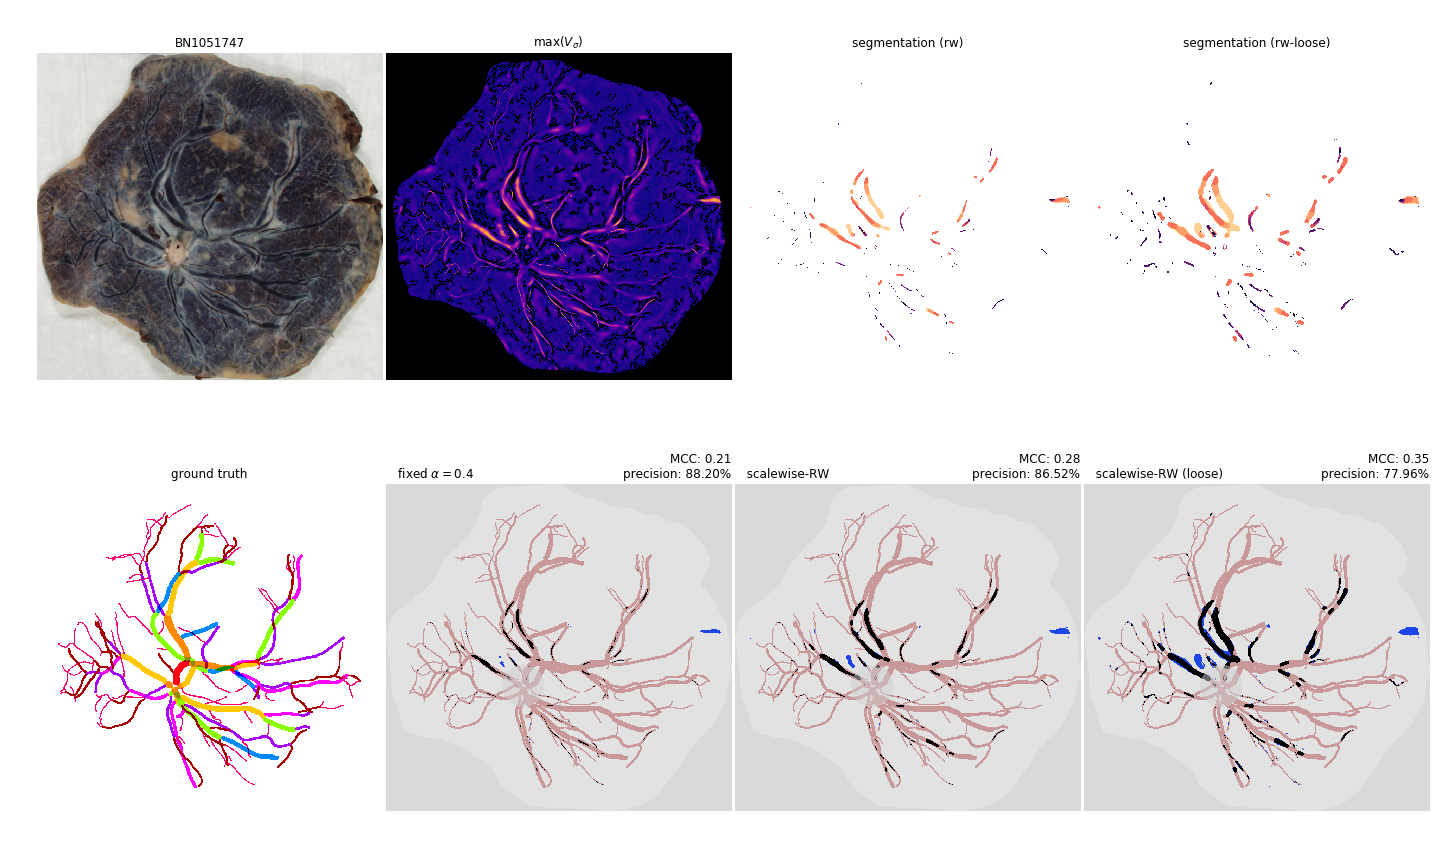 BN1051747
max(V_σ)
segmentation (rw)
segmentation (rw-loose)
ground truth
fixed α = 0.4
MCC: 0.21
precision: 88.20%
scalewise-RW
MCC: 0.28
precision: 86.52%
scalewise-RW (loose)
MCC: 0.35
precision: 77.96%